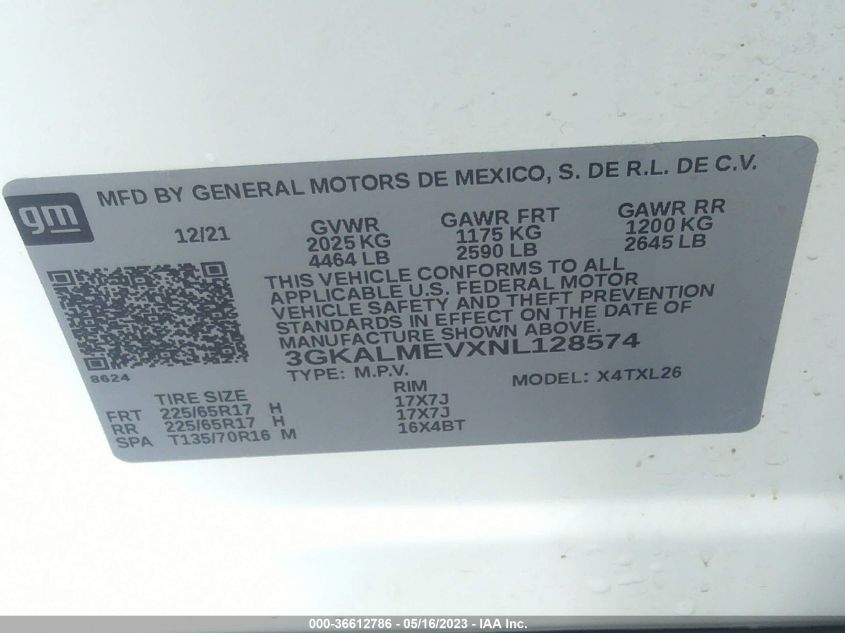 MFD BY GENERAL MOTORS DE MEXICO, S. DE R.L. DE C.V.
gm
12/21 GVWR GAWR FRT GAWR RR
2025 KG 1175 KG 1200 KG
4464 LB 2590 LB 2645 LB
THIS VEHICLE CONFORMS TO ALL
APPLICABLE U.S. FEDERAL MOTOR
VEHICLE SAFETY AND THEFT PREVENTION
STANDARDS IN EFFECT ON THE DATE OF
MANUFACTURE SHOWN ABOVE.
3GKALMEVXNL128574
8624
TYPE: M.P.V. MODEL: X4TXL26
TIRE SIZE RIM
FRT 225/65R17 H 17X7J
RR 225/65R17 H 17X7J
SPA T135/70R16 M 16X4BT
000-36612786 - 05/16/2023 - IAA Inc.